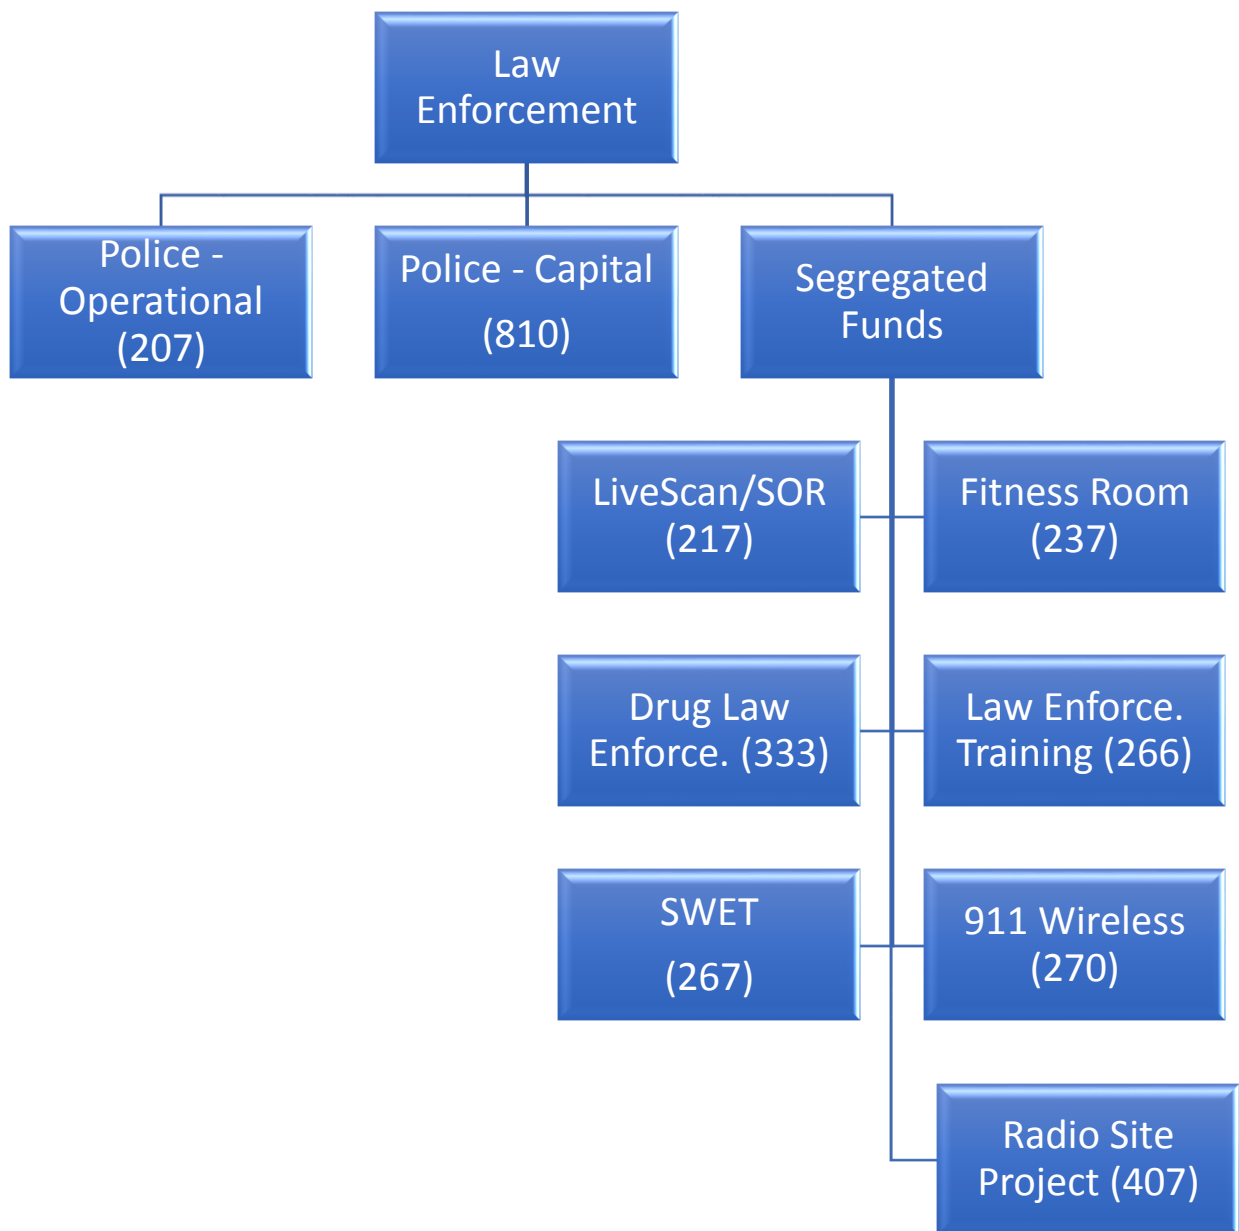 Law
Enforcement
Police -
Operational
(207)
Police - Capital
(810)
Segregated
Funds
LiveScan/SOR
(217)
Fitness Room
(237)
Drug Law
Enforce. (333)
Law Enforce.
Training (266)
SWET
(267)
911 Wireless
(270)
Radio Site
Project (407)